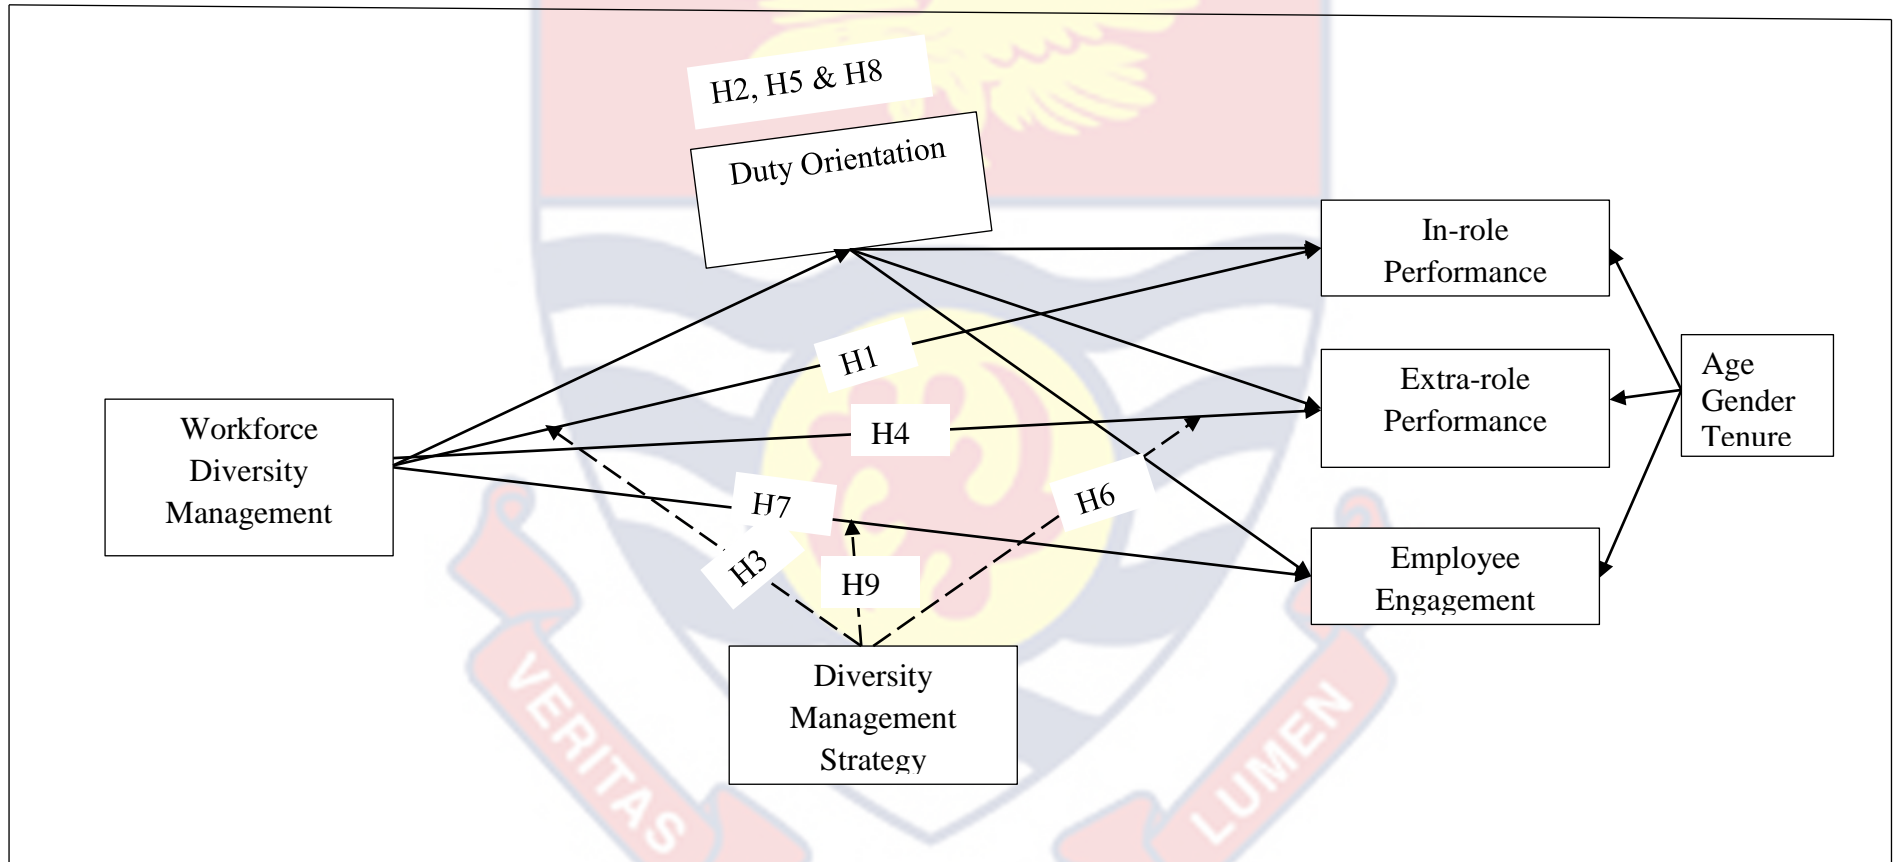 H2, H5 & H8
Duty Orientation
In-role
Performance
H1
Extra-role
Performance
Age
Gender
Tenure
Workforce
Diversity
Management
H4
H7
H6
H3
H9
Employee
Engagement
Diversity
Management
Strategy
VERITAS
LUMEN